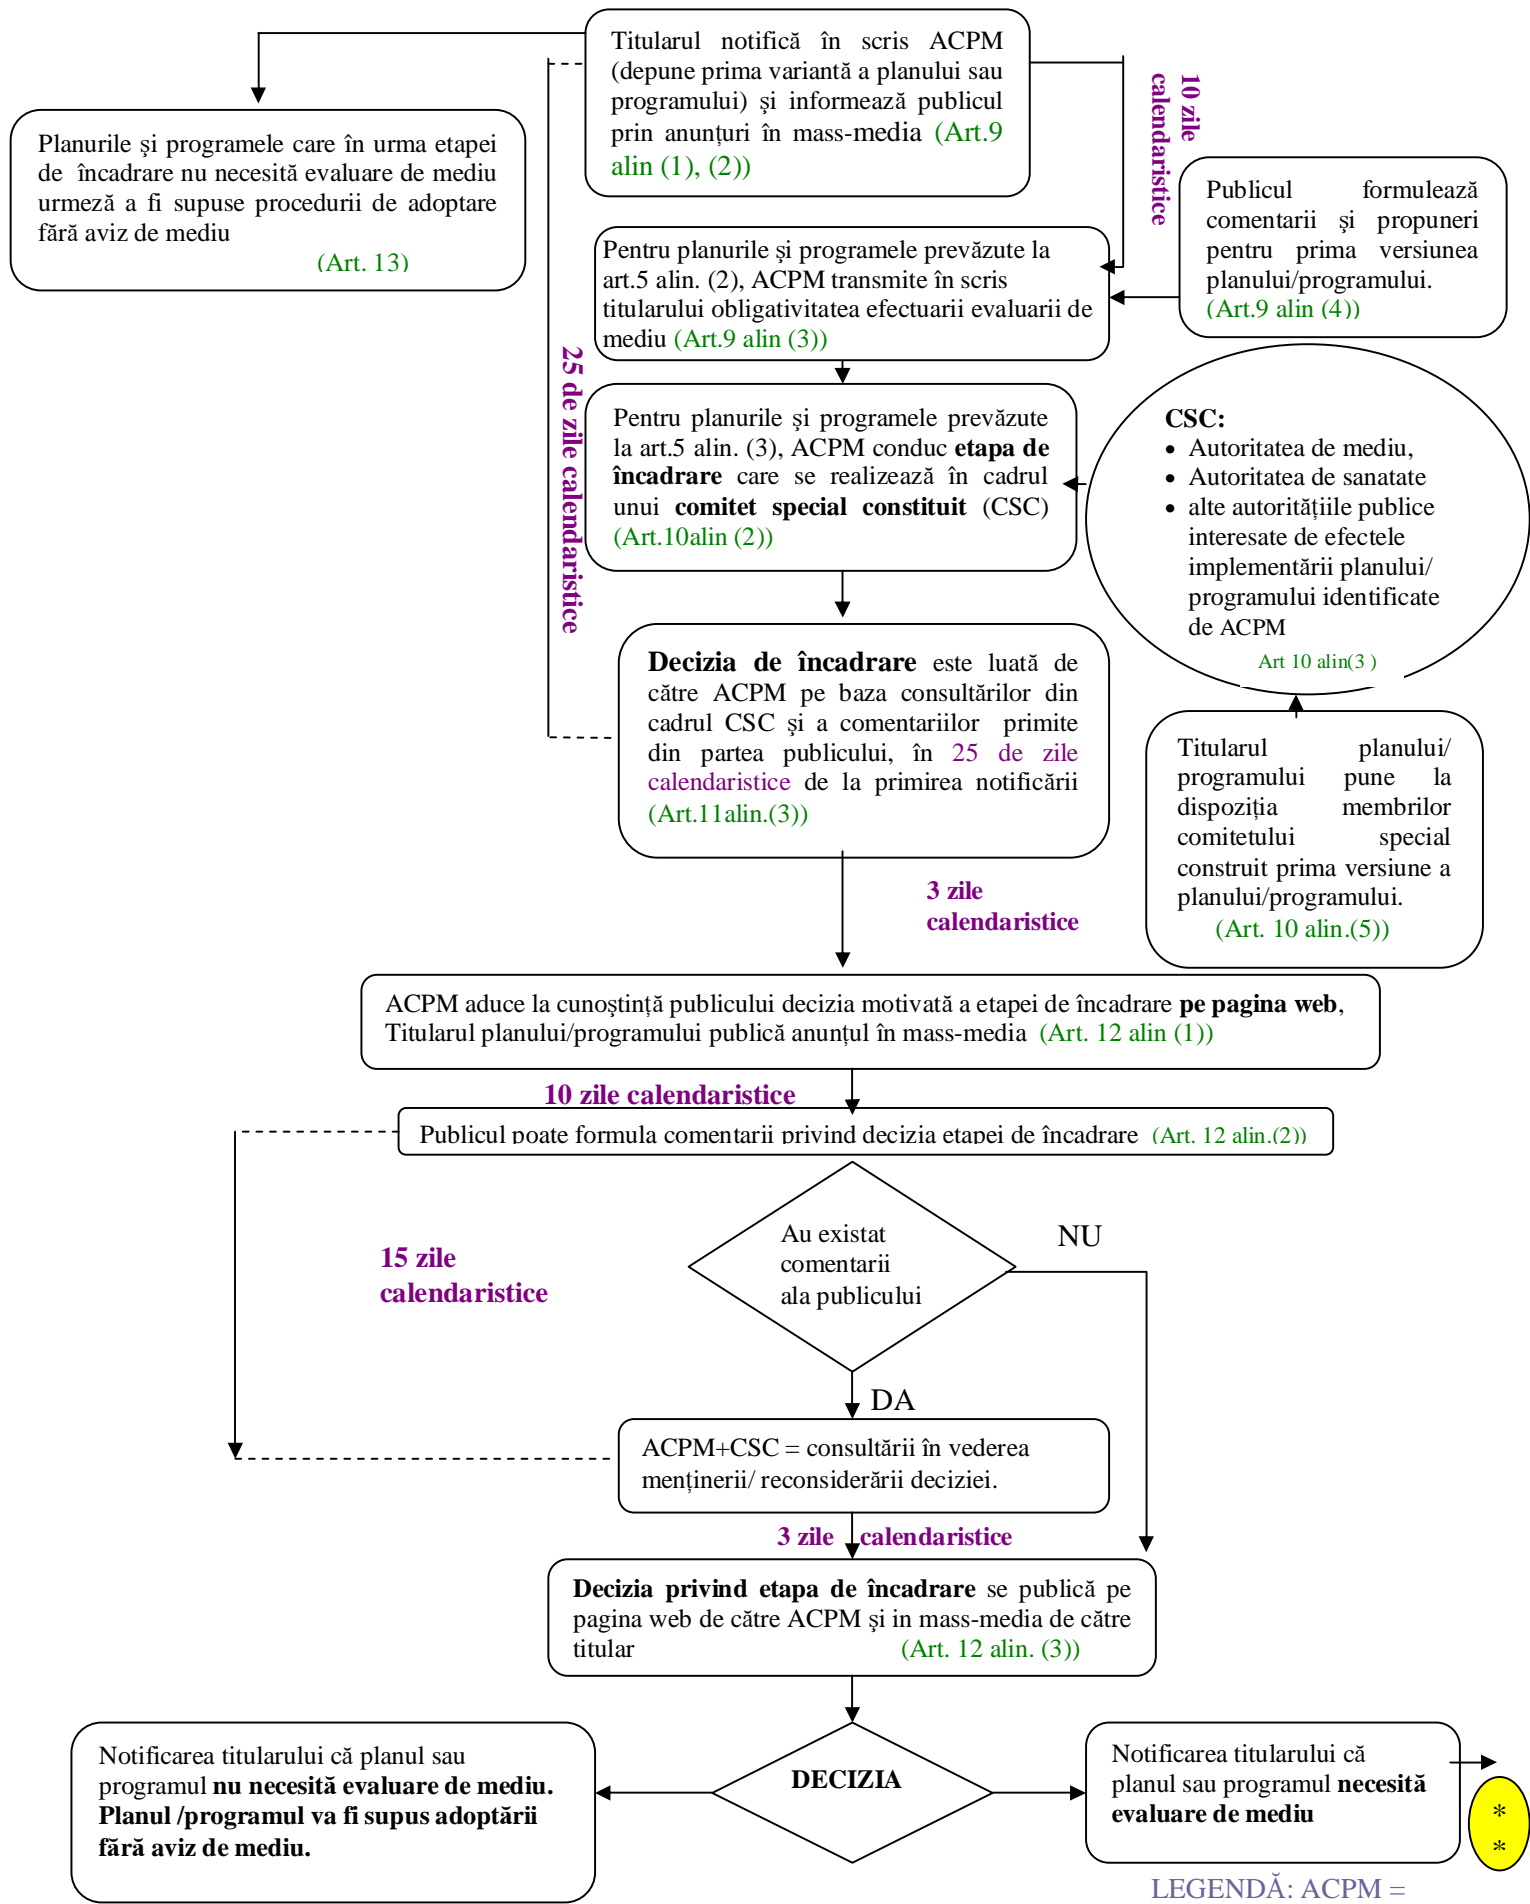 Titularul notifică în scris ACPM
(depune prima variantă a planului sau
programului) şi informează publicul
prin anunțuri în mass-media (Art.9
alin (1), (2))
10 zile
calendaristice
Planurile şi programele care în urma etapei
de încadrare nu necesită evaluare de mediu
urmeză a fi supuse procedurii de adoptare
fără aviz de mediu
(Art. 13)
Publicul formulează
comentarii şi propuneri
pentru prima versiunea
planului/programului.
(Art.9 alin (4))
Pentru planurile şi programele prevăzute la
art.5 alin. (2), ACPM transmite în scris
titularului obligativitatea efectuarii evaluarii de
mediu (Art.9 alin (3))
25 de zile calendaristice
Pentru planurile şi programele prevăzute
la art.5 alin. (3), ACPM conduc etapa de
încadrare care se realizează în cadrul
unui comitet special constituit (CSC)
(Art.10alin (2))
CSC:
• Autoritatea de mediu,
• Autoritatea de sanatate
• alte autoritățiile publice
interesate de efectele
implementării planului/
programului identificate
de ACPM
Art 10 alin(3 )
Decizia de încadrare este luată de
către ACPM pe baza consultărilor din
cadrul CSC şi a comentariilor primite
din partea publicului, în 25 de zile
calendaristice de la primirea notificării
(Art.11alin.(3))
Titularul planului/
programului pune la
dispoziția membrilor
comitetului special
construit prima versiune a
planului/programului.
(Art. 10 alin.(5))
3 zile
calendaristice
ACPM aduce la cunoştință publicului decizia motivată a etapei de încadrare pe pagina web,
Titularul planului/programului publică anunțul în mass-media (Art. 12 alin (1))
10 zile calendaristice
Publicul poate formula comentarii privind decizia etapei de încadrare (Art. 12 alin.(2))
Au existat
comentarii
ala publicului
NU
15 zile
calendaristice
DA
ACPM+CSC = consultării în vederea
menținerii/ reconsiderării deciziei.
3 zile calendaristice
Decizia privind etapa de încadrare se publică pe
pagina web de către ACPM şi in mass-media de către
titular (Art. 12 alin. (3))
Notificarea titularului că planul sau
programul nu necesită evaluare de mediu.
Planul /programul va fi supus adoptării
fără aviz de mediu.
DECIZIA
Notificarea titularului că
planul sau programul necesită
evaluare de mediu
*
*
LEGENDĂ: ACPM =